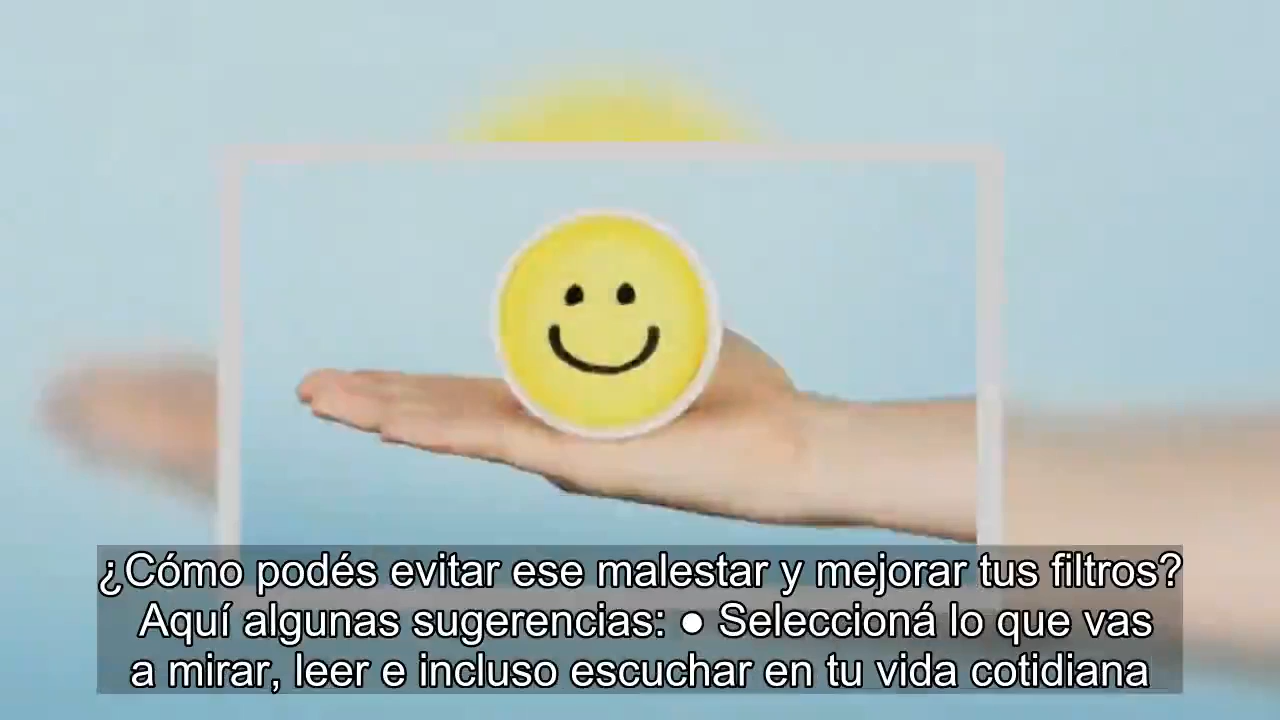 ¿Cómo podés evitar ese malestar y mejorar tus filtros?
Aquí algunas sugerencias: ● Seleccioná lo que vas
a mirar, leer e incluso escuchar en tu vida cotidiana